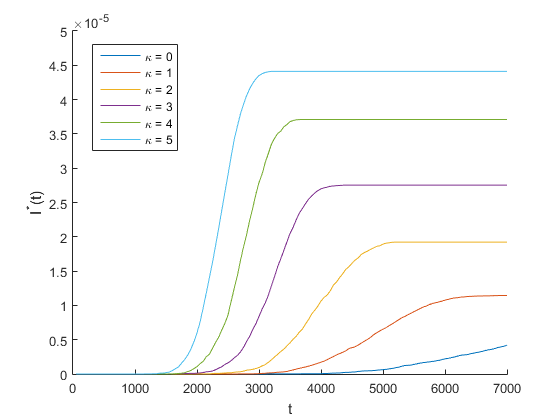 ×10⁻⁵
5
4.5
4
3.5
3
2.5
2
1.5
1
0.5
0
I*(t)
κ = 0
κ = 1
κ = 2
κ = 3
κ = 4
κ = 5
0 1000 2000 3000 4000 5000 6000 7000
t